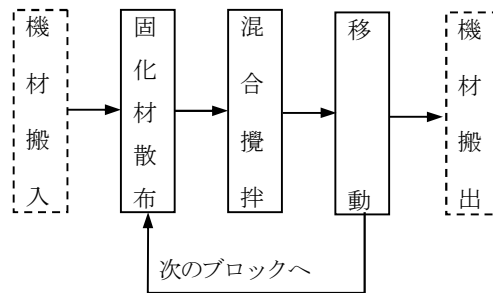 機材搬入
固化材散布
混合攪拌
移動
機材搬出
次のブロックへ